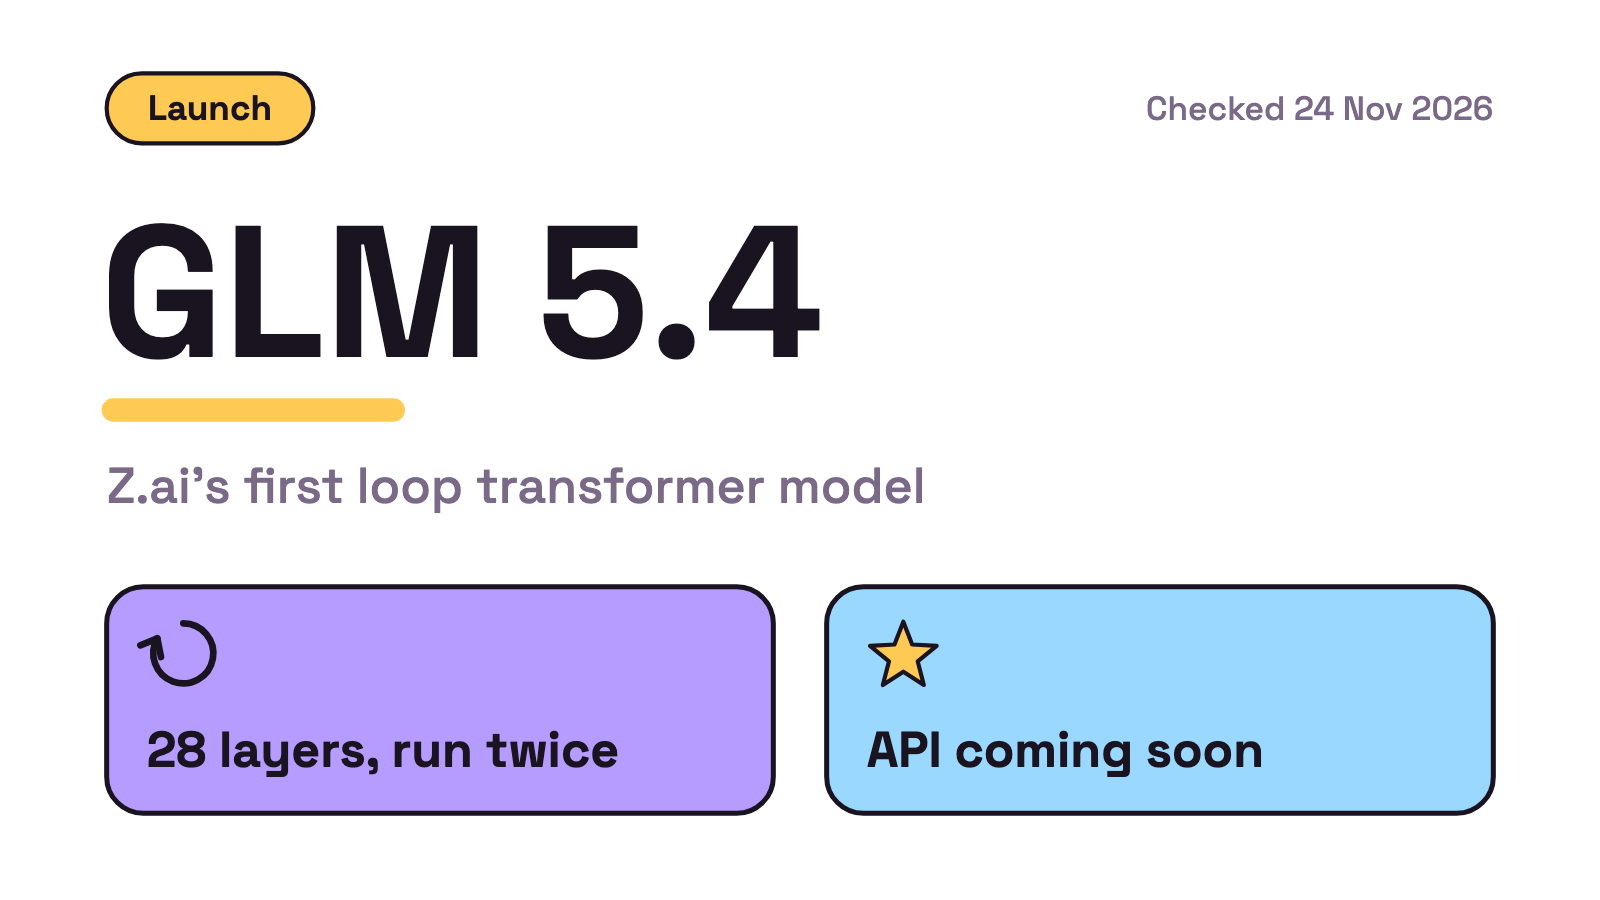 Launch
Checked 24 Nov 2026
GLM 5.4
Z.ai’s first loop transformer model
28 layers, run twice
API coming soon